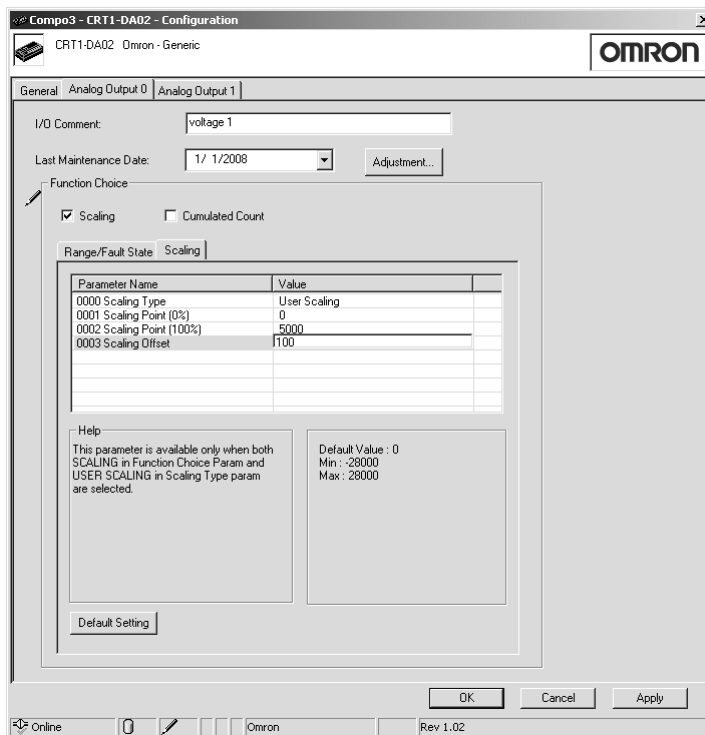 Compo3 - CRT1-DA02 - Configuration
CRT1-DA02 Omron - Generic
OMRON
General Analog Output 0 Analog Output 1
I/O Comment: voltage 1
Last Maintenance Date: 1/ 1/2008 Adjustment...
Function Choice
Scaling Cumulated Count
Range/Fault State Scaling
Parameter Name Value
0000 Scaling Type User Scaling
0001 Scaling Point (0%) 0
0002 Scaling Point (100%) 5000
0003 Scaling Offset 100
Help
This parameter is available only when both
SCALING in Function Choice Param and
USER SCALING in Scaling Type param
are selected.
Default Value : 0
Min : -28000
Max : 28000
Default Setting
OK Cancel Apply
Online Omron Rev 1.02